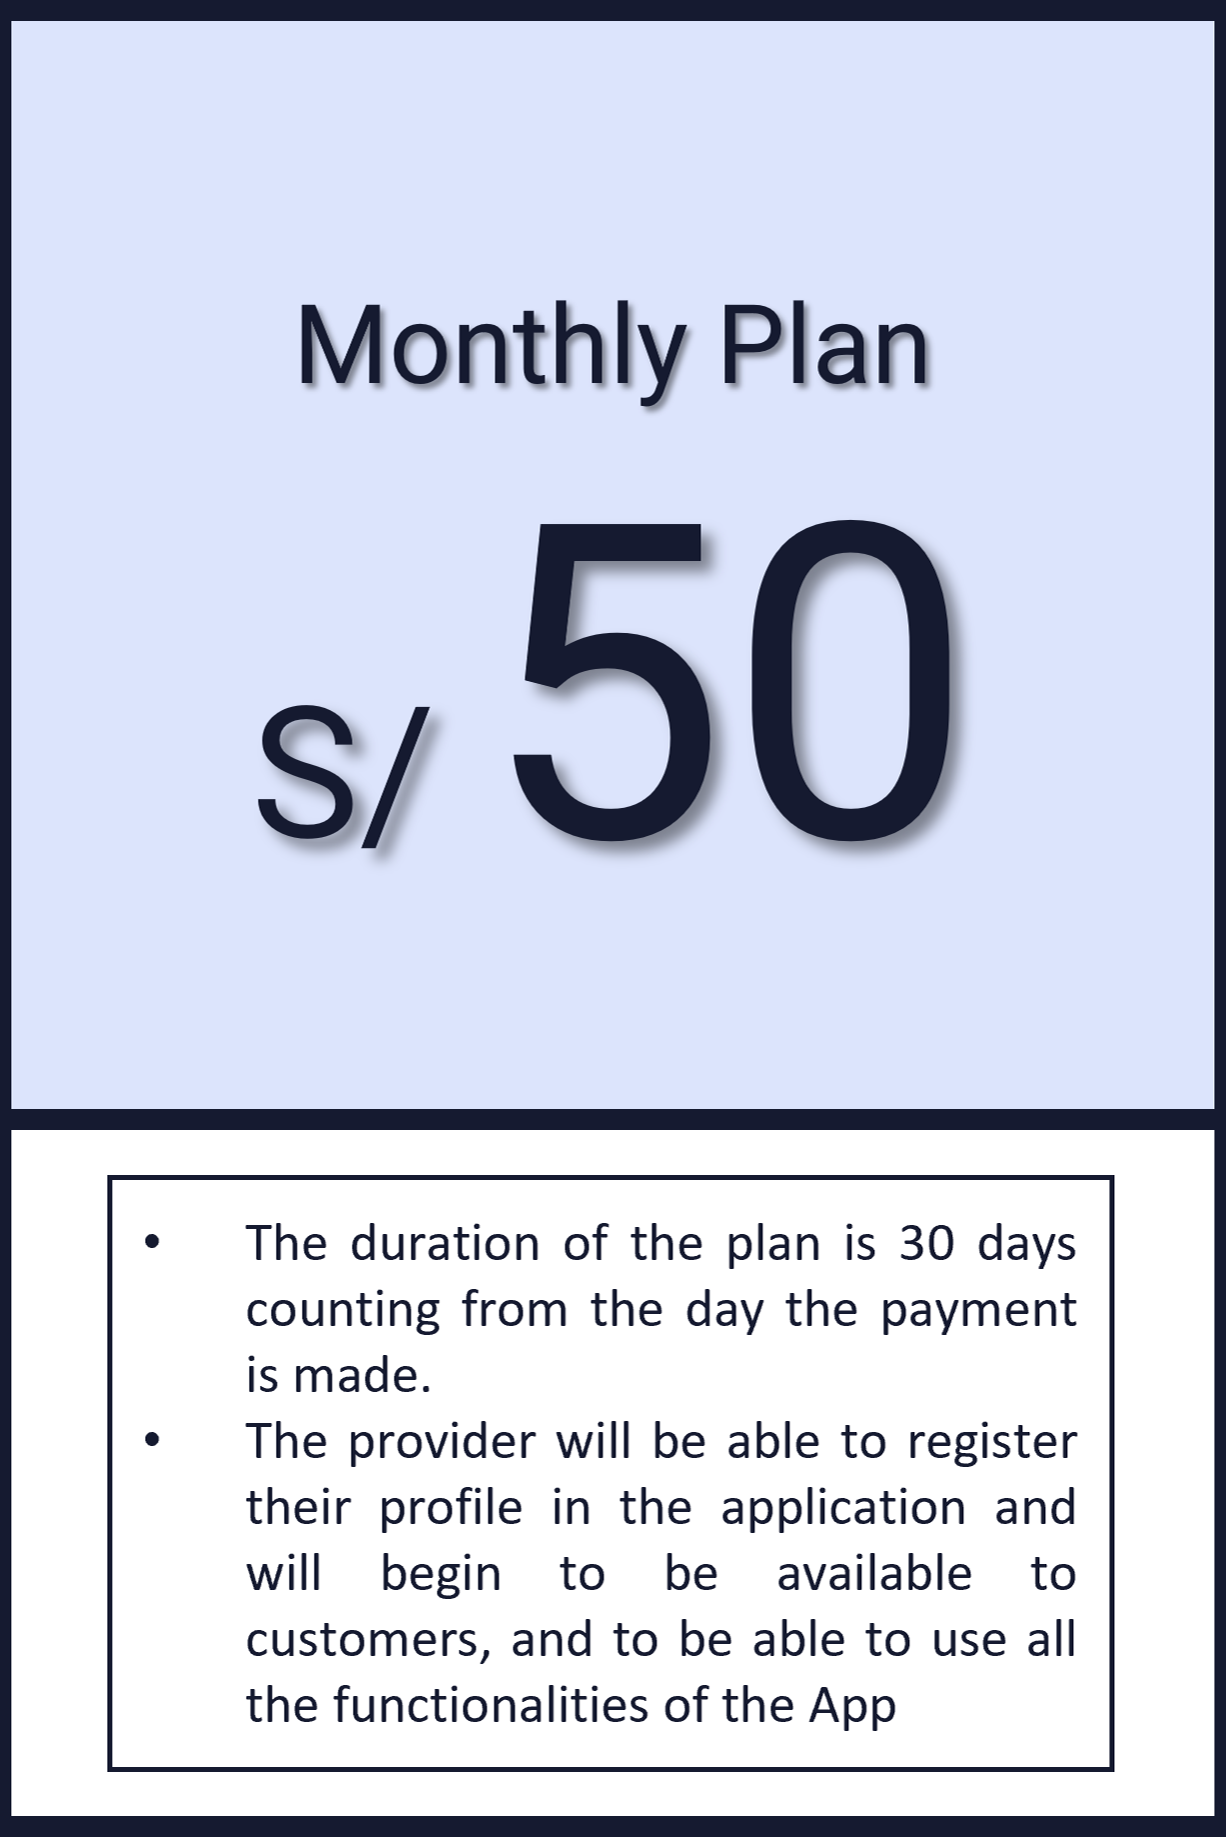 Monthly Plan
S/ 50
• The duration of the plan is 30 days
counting from the day the payment
is made.
• The provider will be able to register
their profile in the application and
will begin to be available to
customers, and to be able to use all
the functionalities of the App